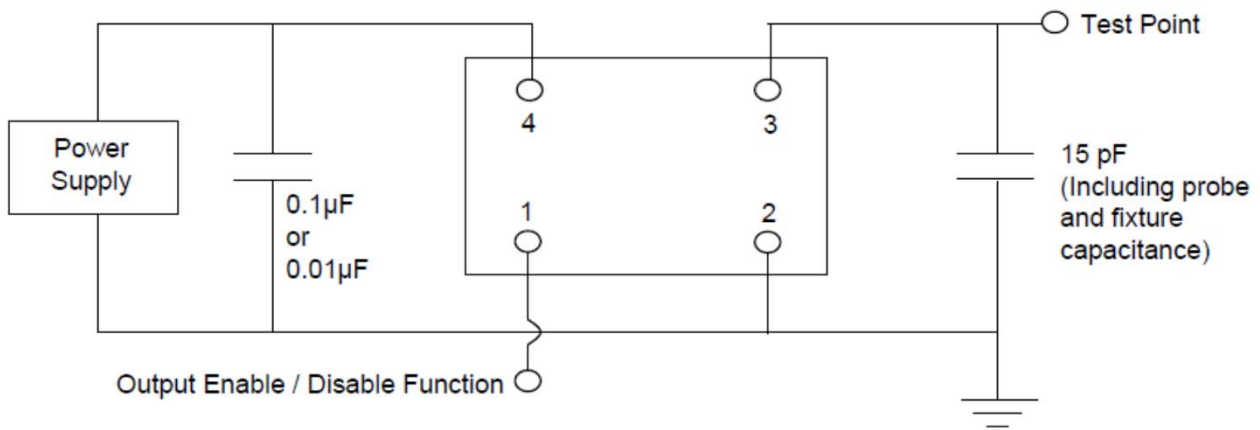 Test Point
4
3
Power
Supply
15 pF
(Including probe
and fixture
capacitance)
0.1µF
or
0.01µF
1
2
Output Enable / Disable Function